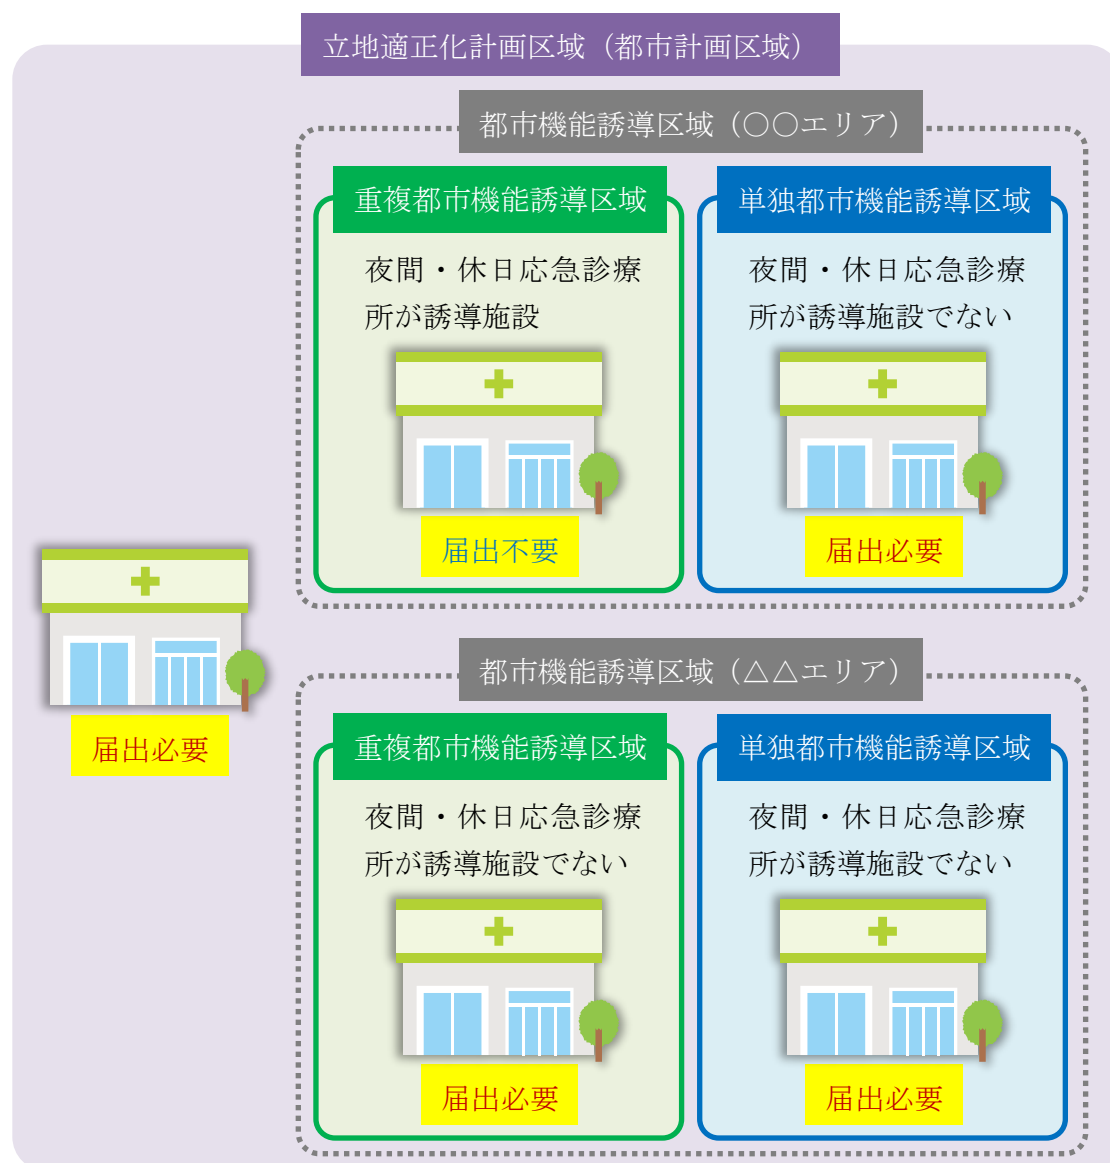 立地適正化計画区域（都市計画区域）
都市機能誘導区域（○○エリア）
重複都市機能誘導区域
夜間・休日応急診療
所が誘導施設
届出不要
単独都市機能誘導区域
夜間・休日応急診療
所が誘導施設でない
届出必要
届出必要
都市機能誘導区域（△△エリア）
重複都市機能誘導区域
夜間・休日応急診療
所が誘導施設でない
届出必要
単独都市機能誘導区域
夜間・休日応急診療
所が誘導施設でない
届出必要